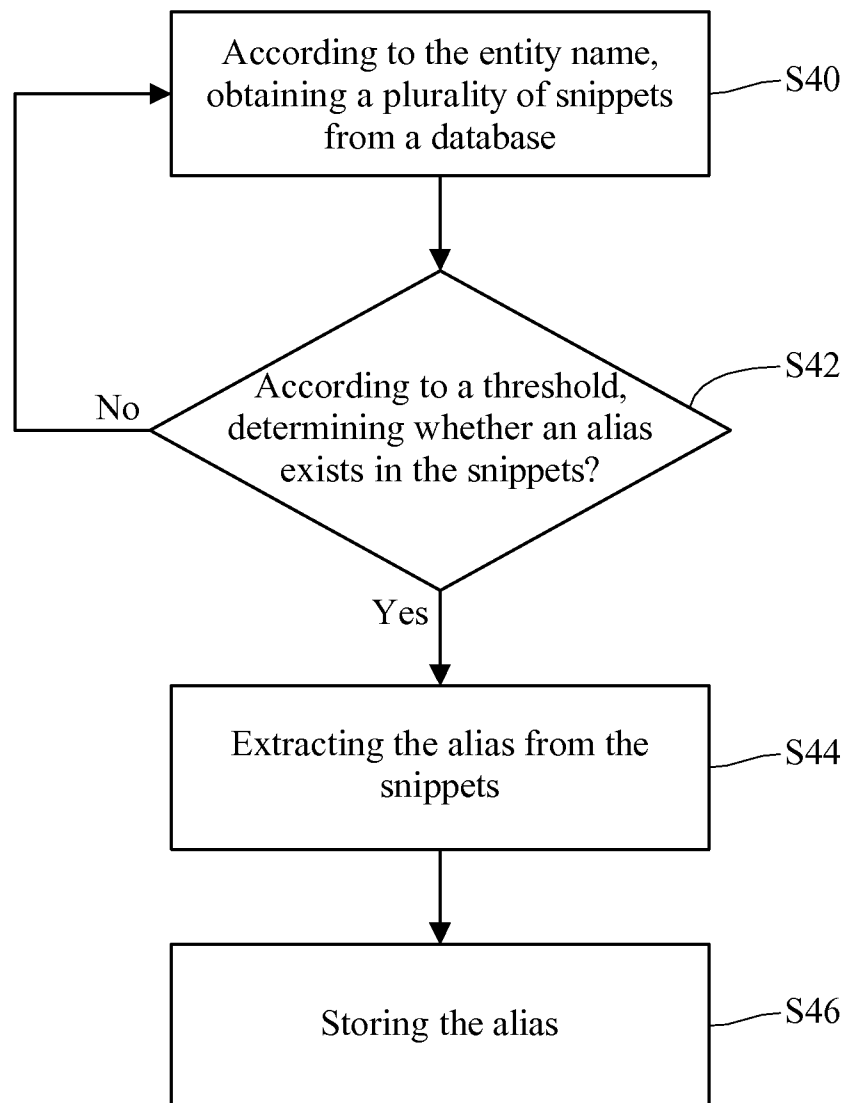 According to the entity name,
obtaining a plurality of snippets
from a database
S40
According to a threshold,
determining whether an alias
exists in the snippets?
S42
No
Yes
Extracting the alias from the
snippets
S44
Storing the alias
S46